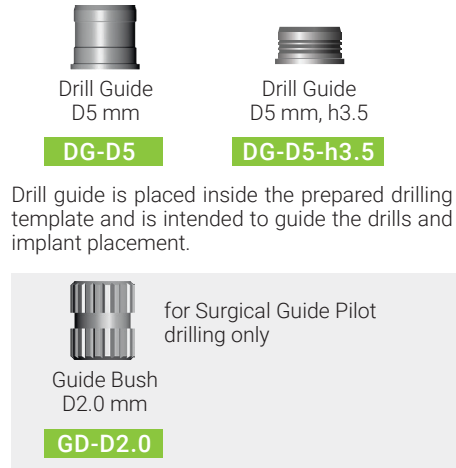 Drill Guide
D5 mm
DG-D5
Drill Guide
D5 mm, h3.5
DG-D5-h3.5
Drill guide is placed inside the prepared drilling
template and is intended to guide the drills and
implant placement.
for Surgical Guide Pilot
drilling only
Guide Bush
D2.0 mm
GD-D2.0